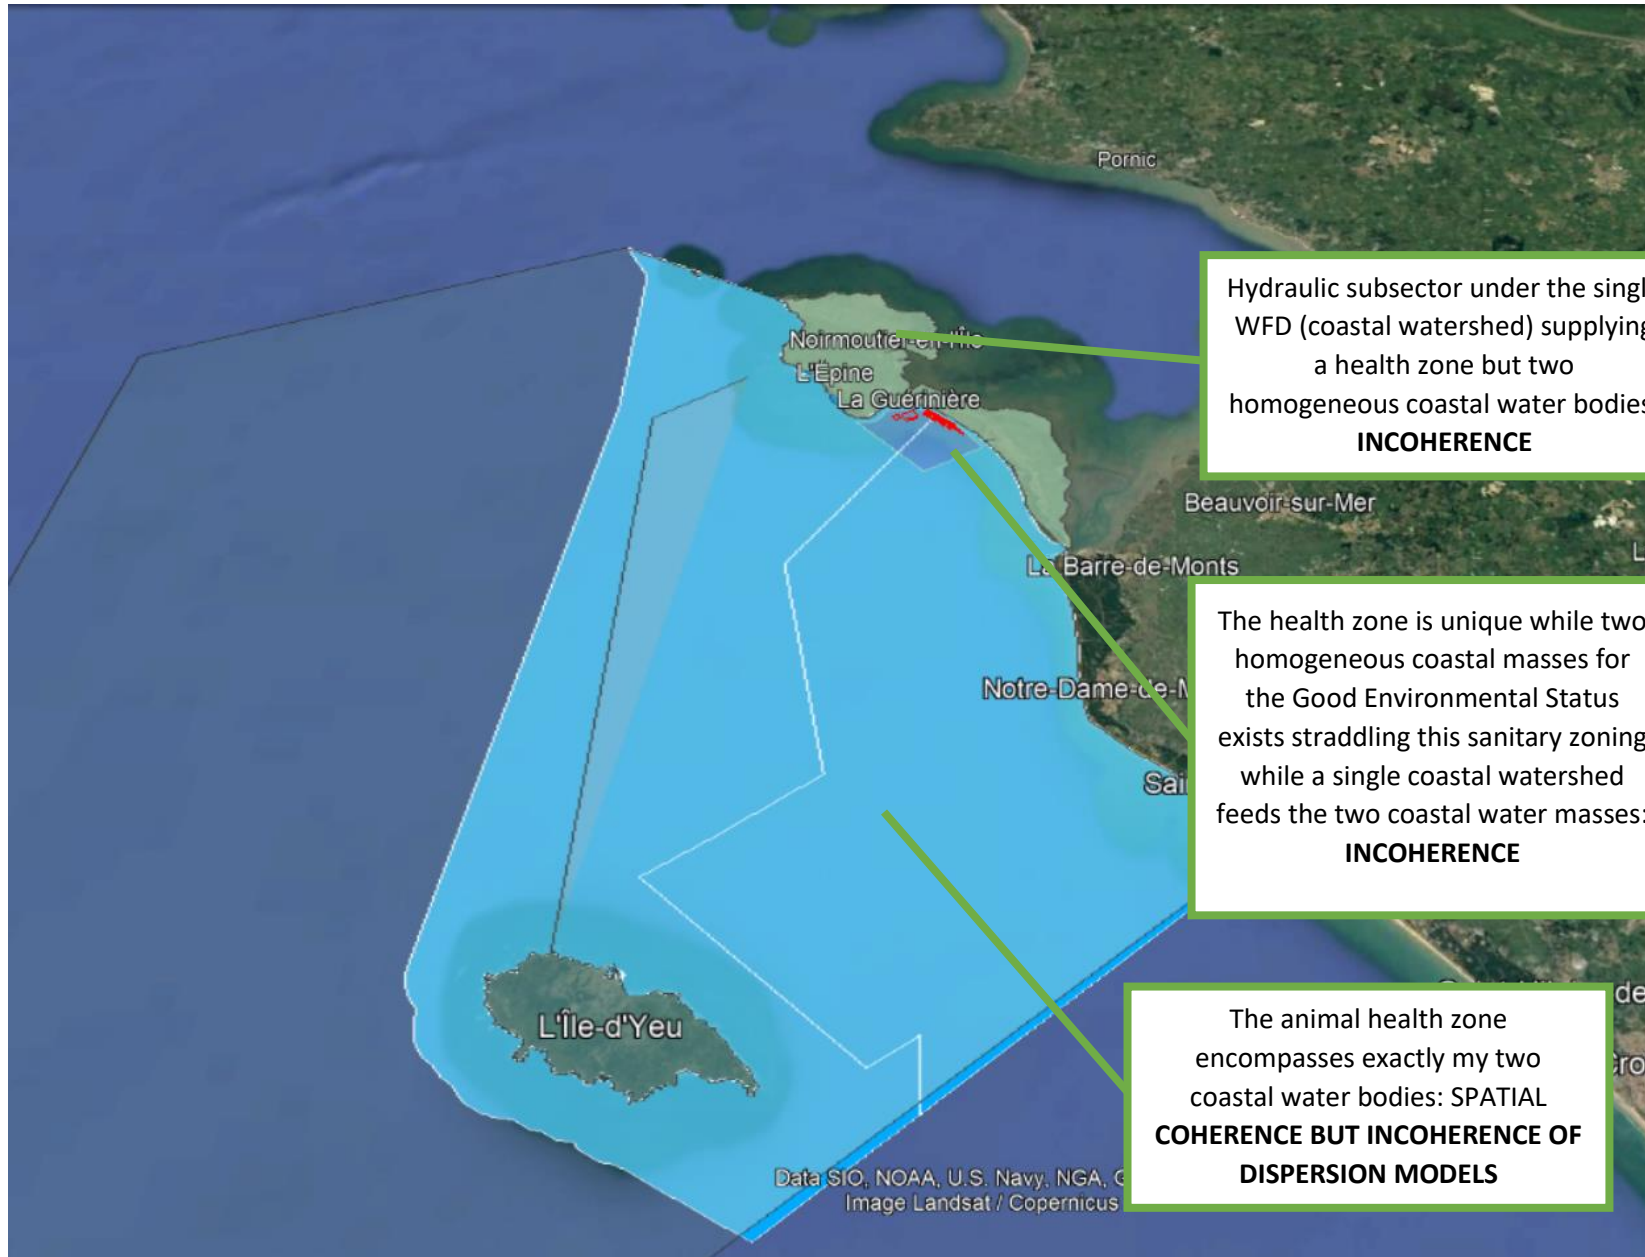 Pornic
Hydraulic subsector under the singl
WFD (coastal watershed) supplying
a health zone but two
homogeneous coastal water bodies
INCOHERENCE
Noirmoutier-en-l'Île
L'Épine
La Guérinière
Beauvoir-sur-Mer
L
La Barre-de-Monts
The health zone is unique while two
homogeneous coastal masses for
the Good Environmental Status
exists straddling this sanitary zoning
while a single coastal watershed
feeds the two coastal water masses:
INCOHERENCE
Notre-Dame-de-M
Sai
L'Île-d'Yeu
de
Cro
The animal health zone
encompasses exactly my two
coastal water bodies: SPATIAL
COHERENCE BUT INCOHERENCE OF
DISPERSION MODELS
Data SIO, NOAA, U.S. Navy, NGA, G
Image Landsat / Copernicus